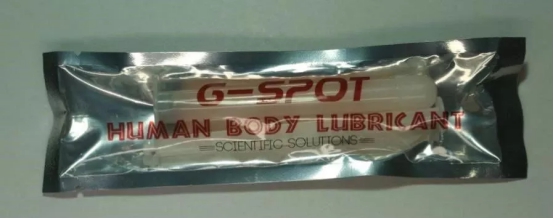 G-SPOT
HUMAN BODY LUBRICANT
SCIENTIFIC SOLUTIONS